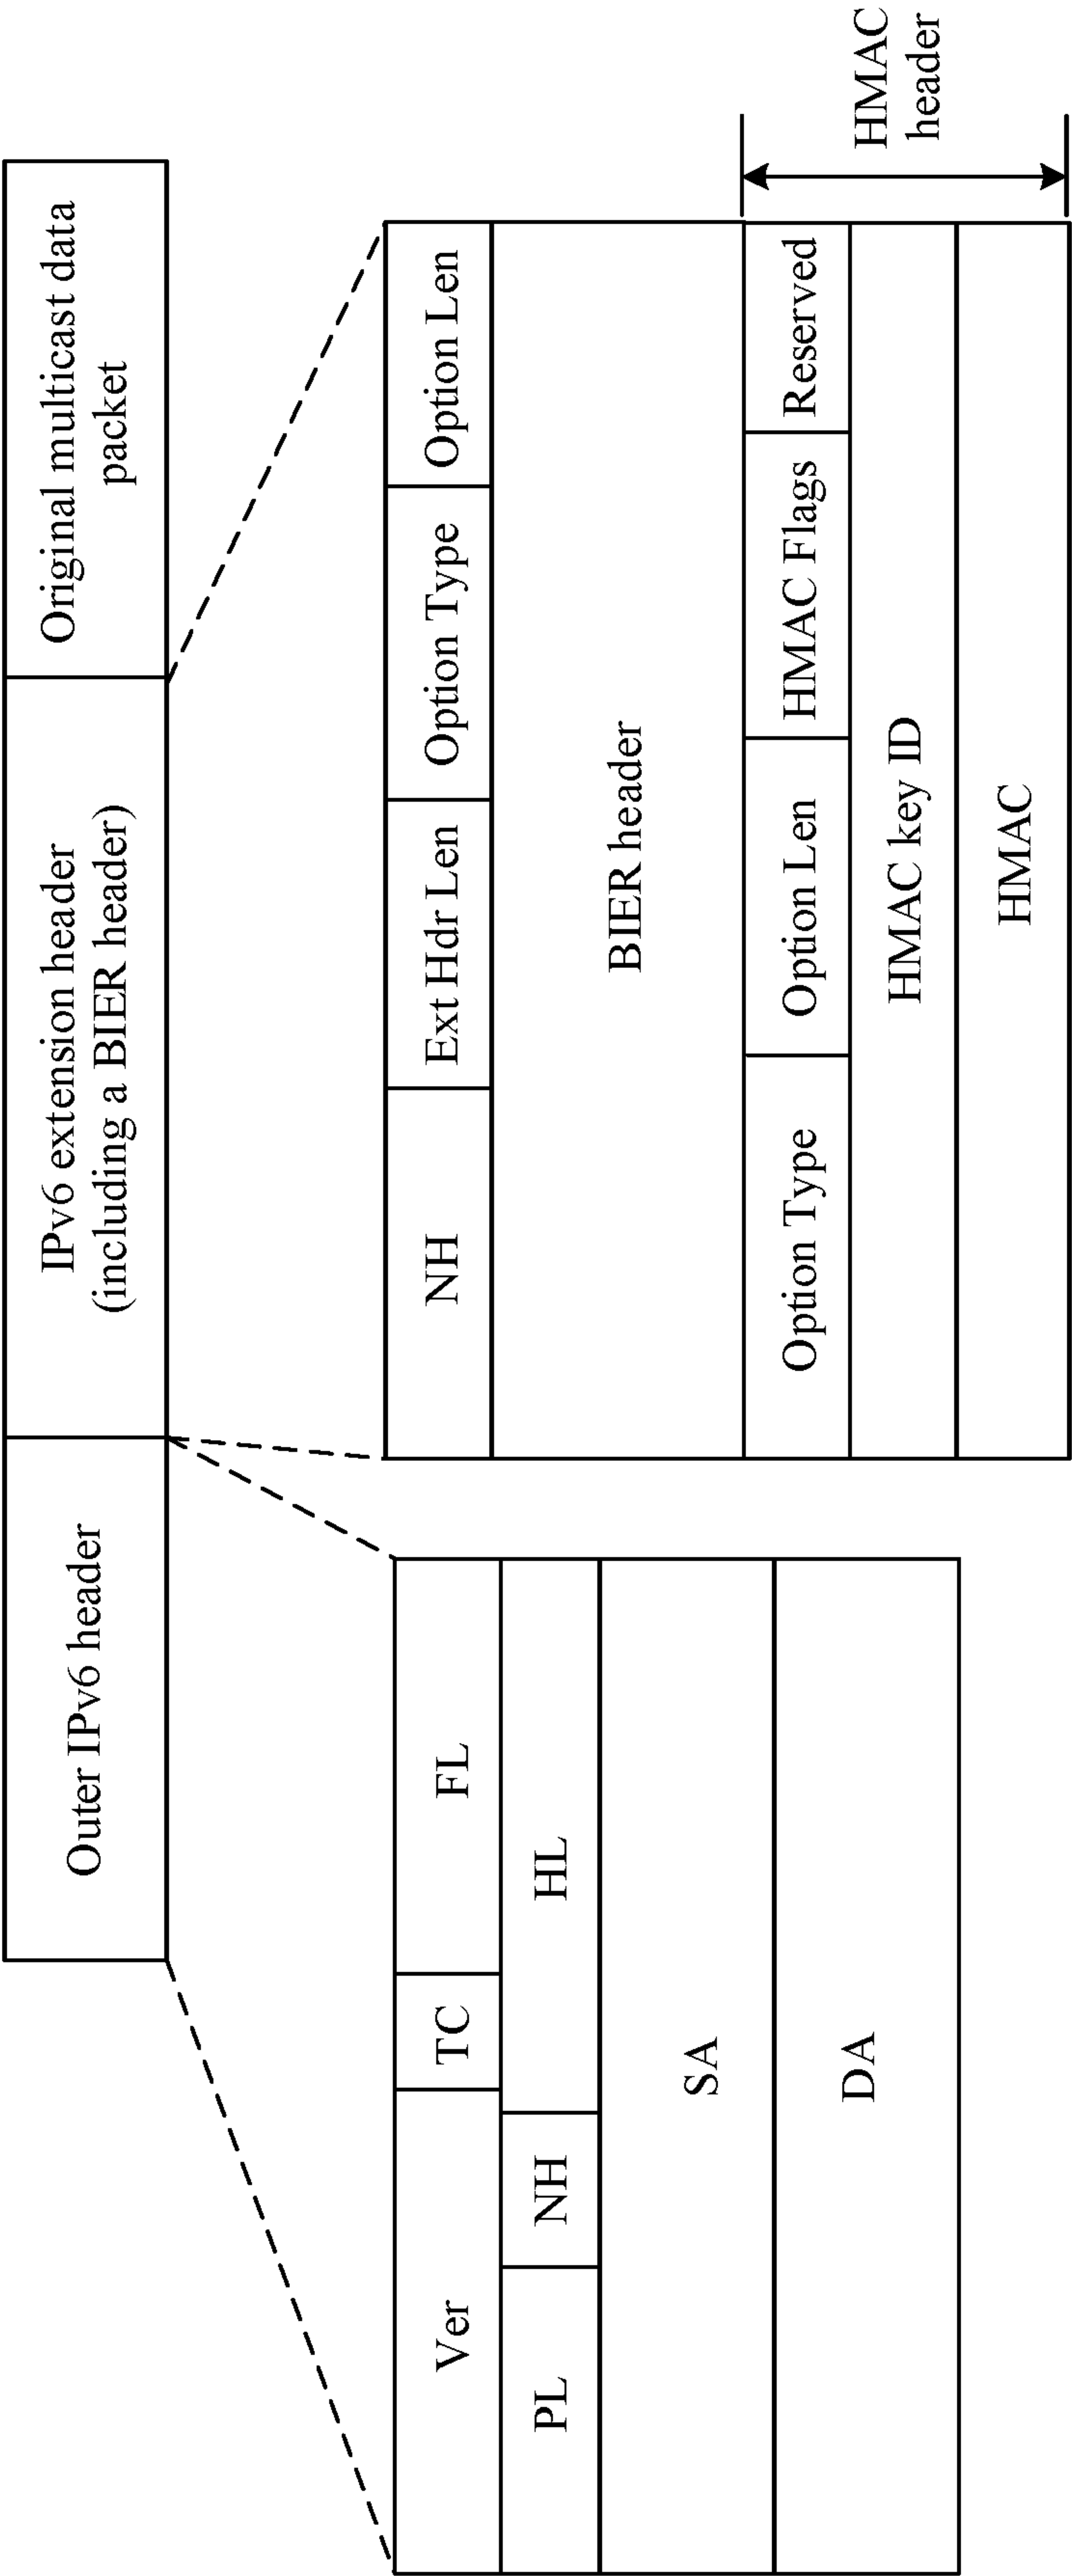 Outer IPv6 header
IPv6 extension header
(including a BIER header)
Original multicast data
packet
Ver
TC
FL
PL
NH
HL
SA
DA
NH
Ext Hdr Len
Option Type
Option Len
BIER header
Option Type
Option Len
HMAC Flags
Reserved
HMAC key ID
HMAC
HMAC
header